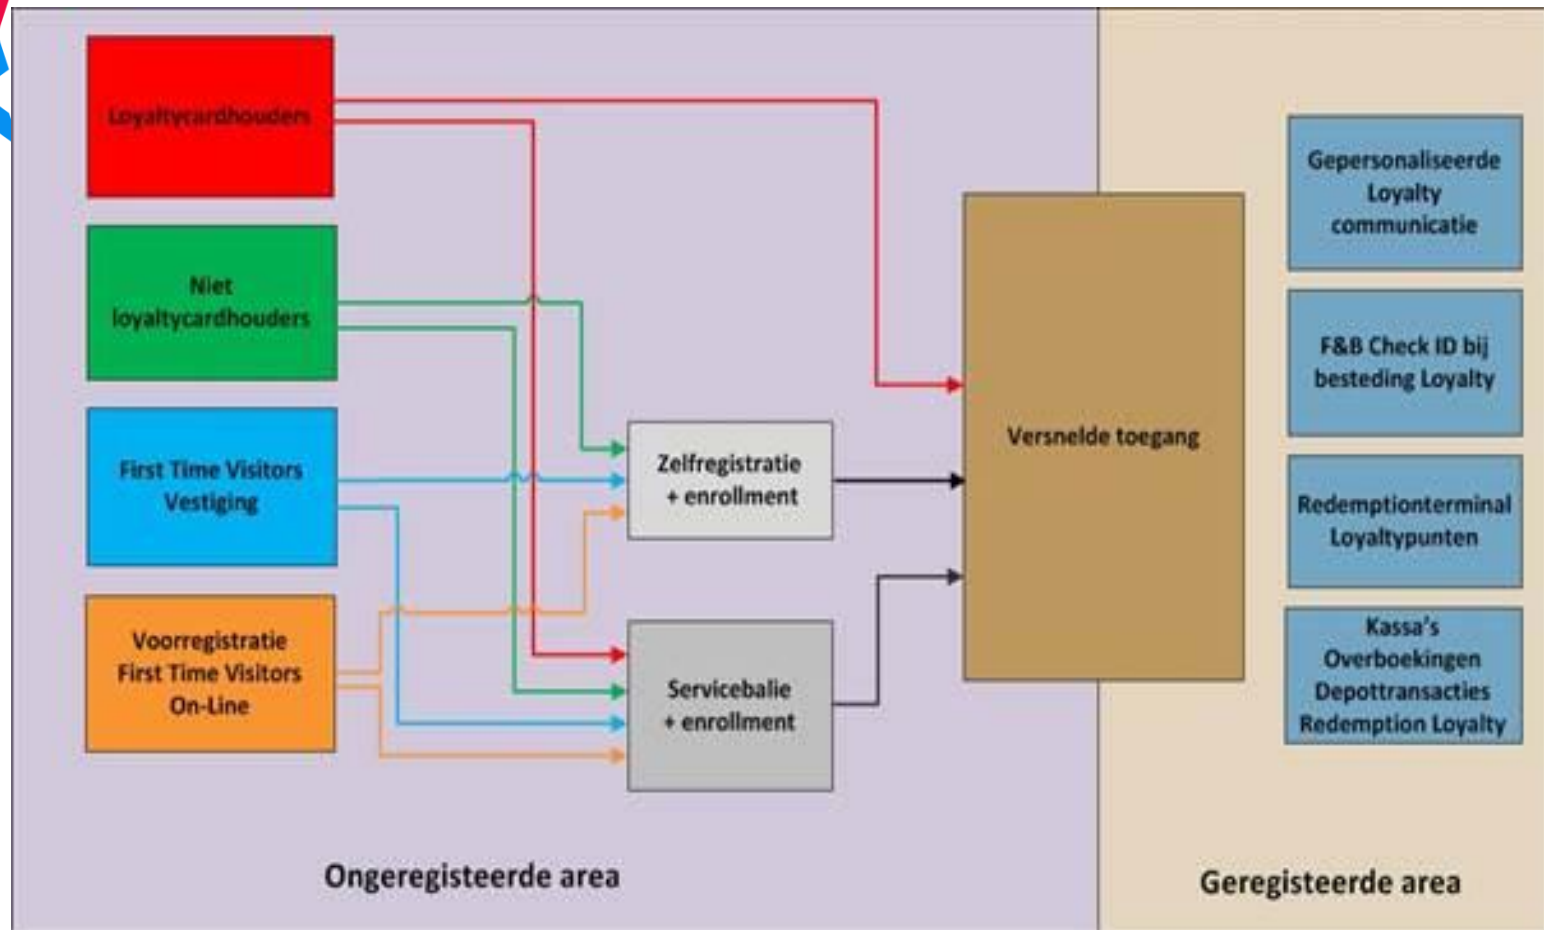 Loyaltycardhouders
Niet
loyaltycardhouders
First Time Visitors
Vestiging
Voorregistratie
First Time Visitors
On-Line
Zelfregistratie
+ enrollment
Servicebalie
+ enrollment
Versnelde toegang
Gepersonaliseerde
Loyalty
communicatie
F&B Check ID bij
besteding Loyalty
Redemptionterminal
Loyaltypunten
Kassa's
Overboekingen
Depottransacties
Redemption Loyalty
Ongeregisteerde area
Geregisteerde area